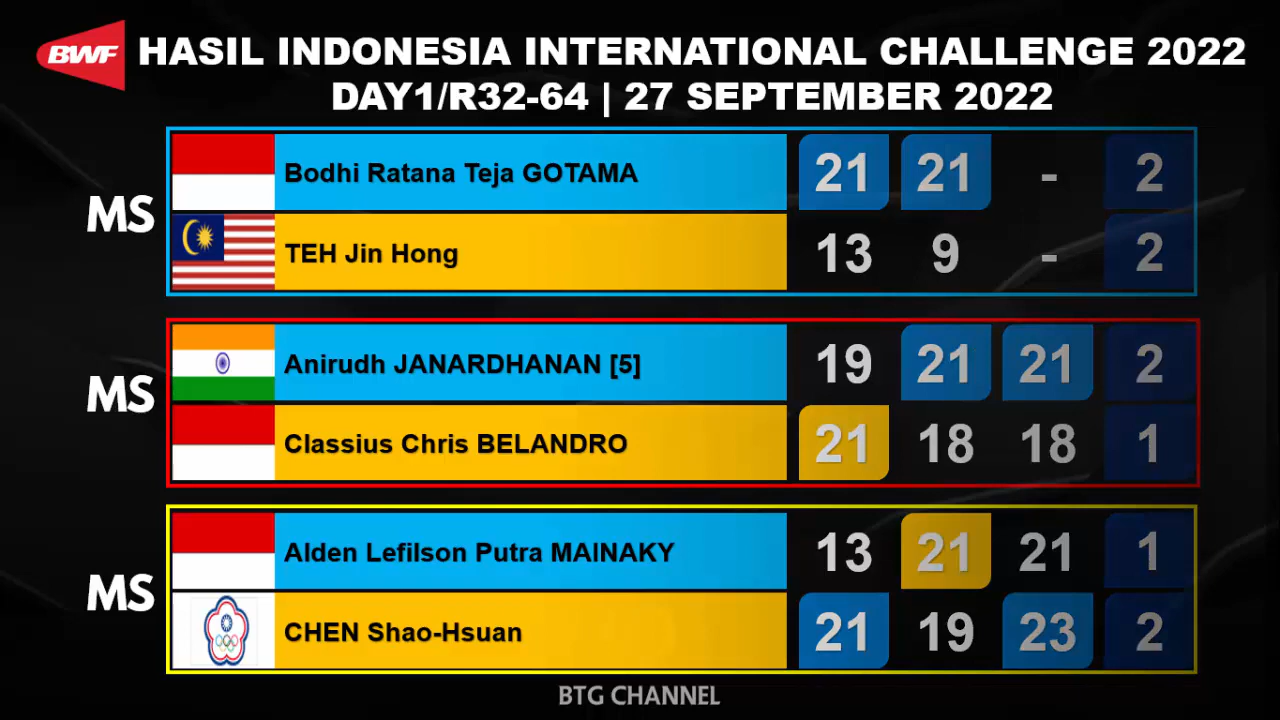 BWF HASIL INDONESIA INTERNATIONAL CHALLENGE 2022
DAY1/R32-64 | 27 SEPTEMBER 2022
MS
Bodhi Ratana Teja GOTAMA 21 21 - 2
TEH Jin Hong 13 9 - 2
MS
Anirudh JANARDHANAN [5] 19 21 21 2
Classius Chris BELANDRO 21 18 18 1
MS
Alden Lefilson Putra MAINAKY 13 21 21 1
CHEN Shao-Hsuan 21 19 23 2
BTG CHANNEL